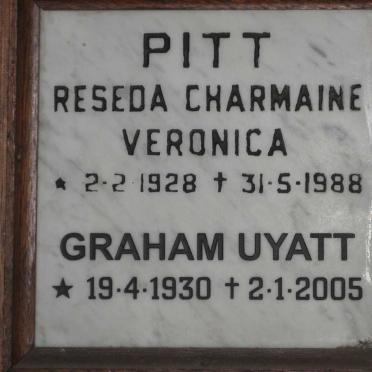 PITT
RESEDA CHARMAINE
VERONICA
★ 2·2·1928 † 31·5·1988
GRAHAM UYATT
★ 19·4·1930 † 2·1·2005